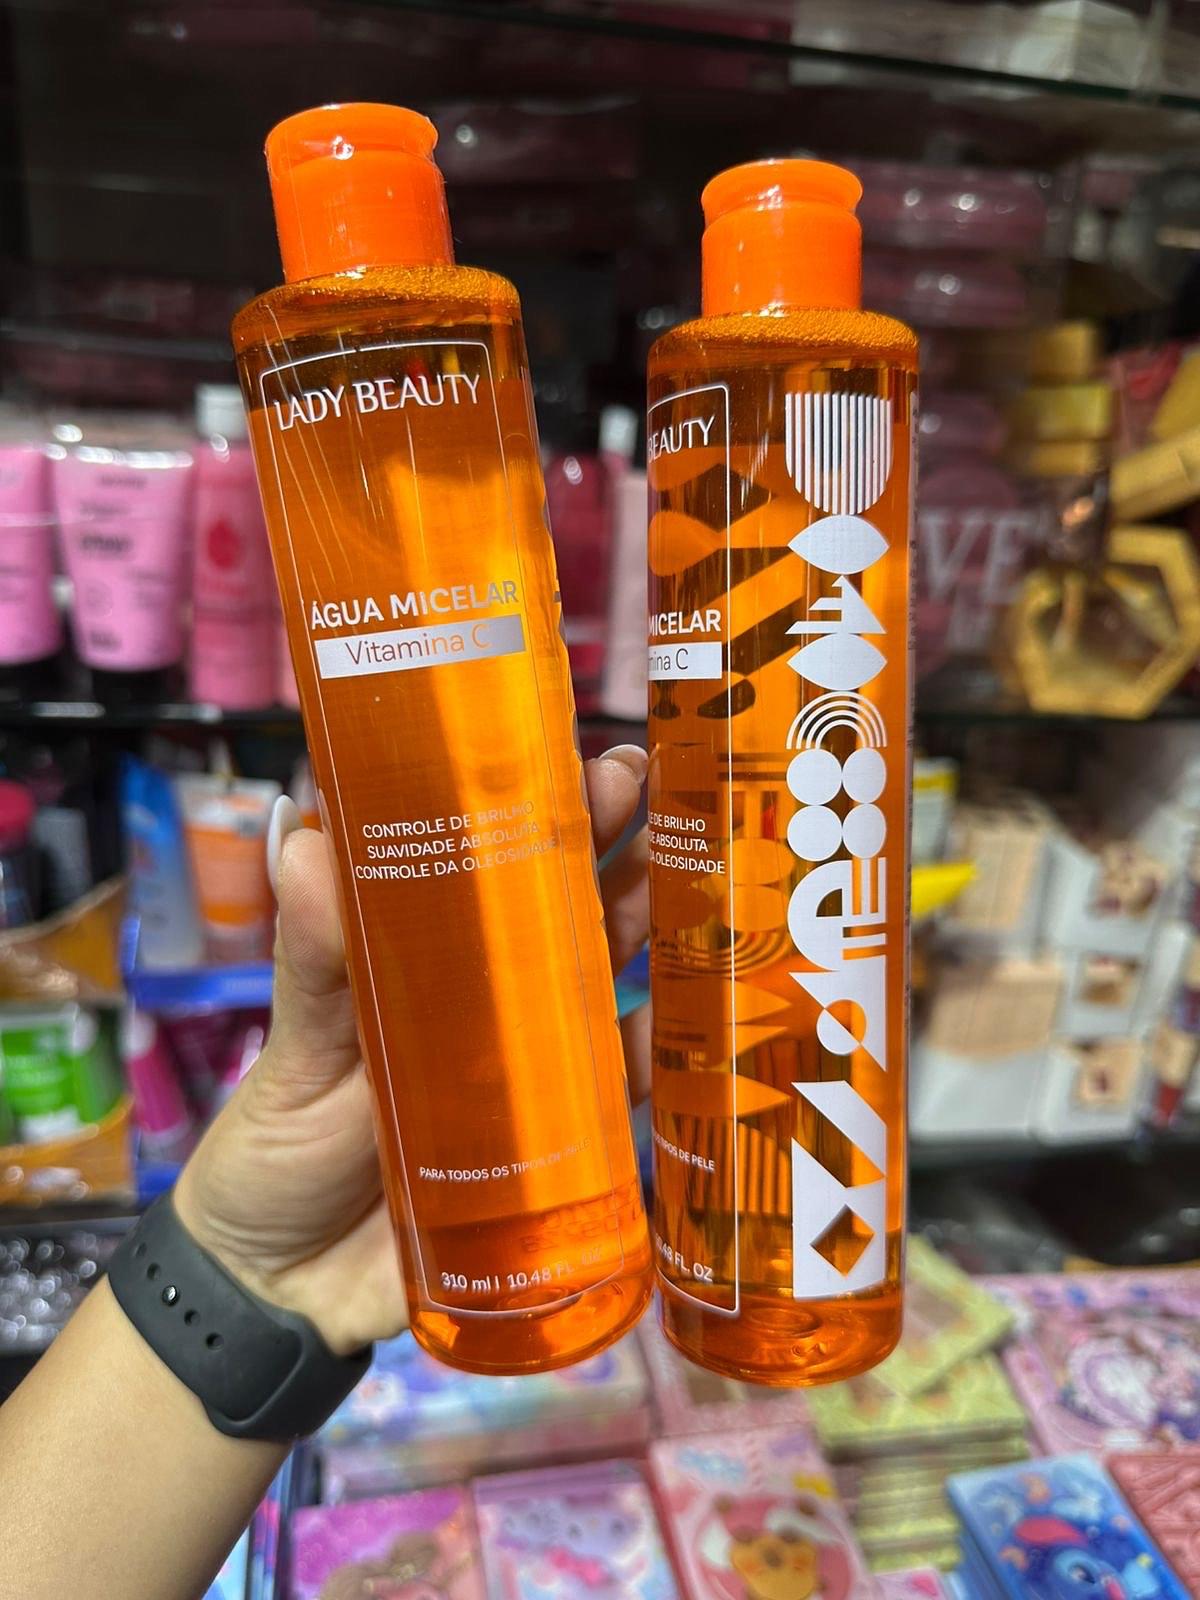 LADY BEAUTY
ÁGUA MICELAR
Vitamina C
CONTROLE DE BRILHO
SUAVIDADE ABSOLUTA
CONTROLE DA OLEOSIDADE
PARA TODOS OS TIPOS DE PELE
310 ml | 10.48 FL. OZ
BEAUTY
MICELAR
mina C
LE DE BRILHO
DE ABSOLUTA
DA OLEOSIDADE
TIPOS DE PELE
10.48 FL. OZ